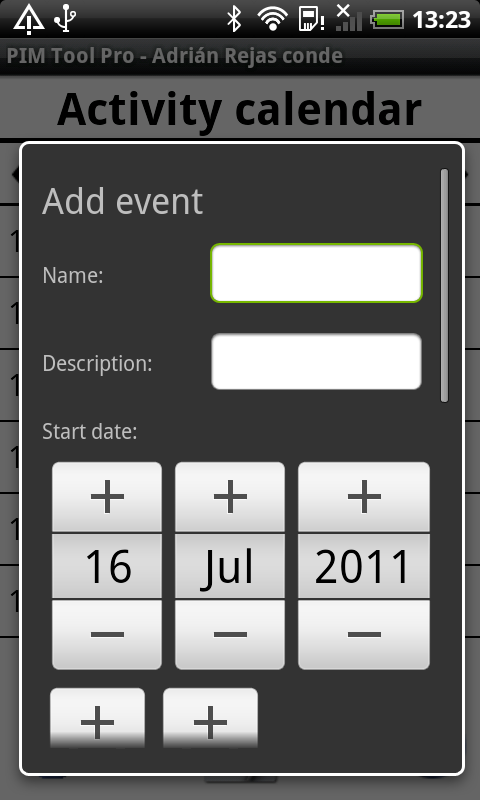 13:23
PIM Tool Pro - Adrián Rejas conde
Activity calendar
Add event
Name:
Description:
Start date:
+ + +
16 Jul 2011
− − −
+ +